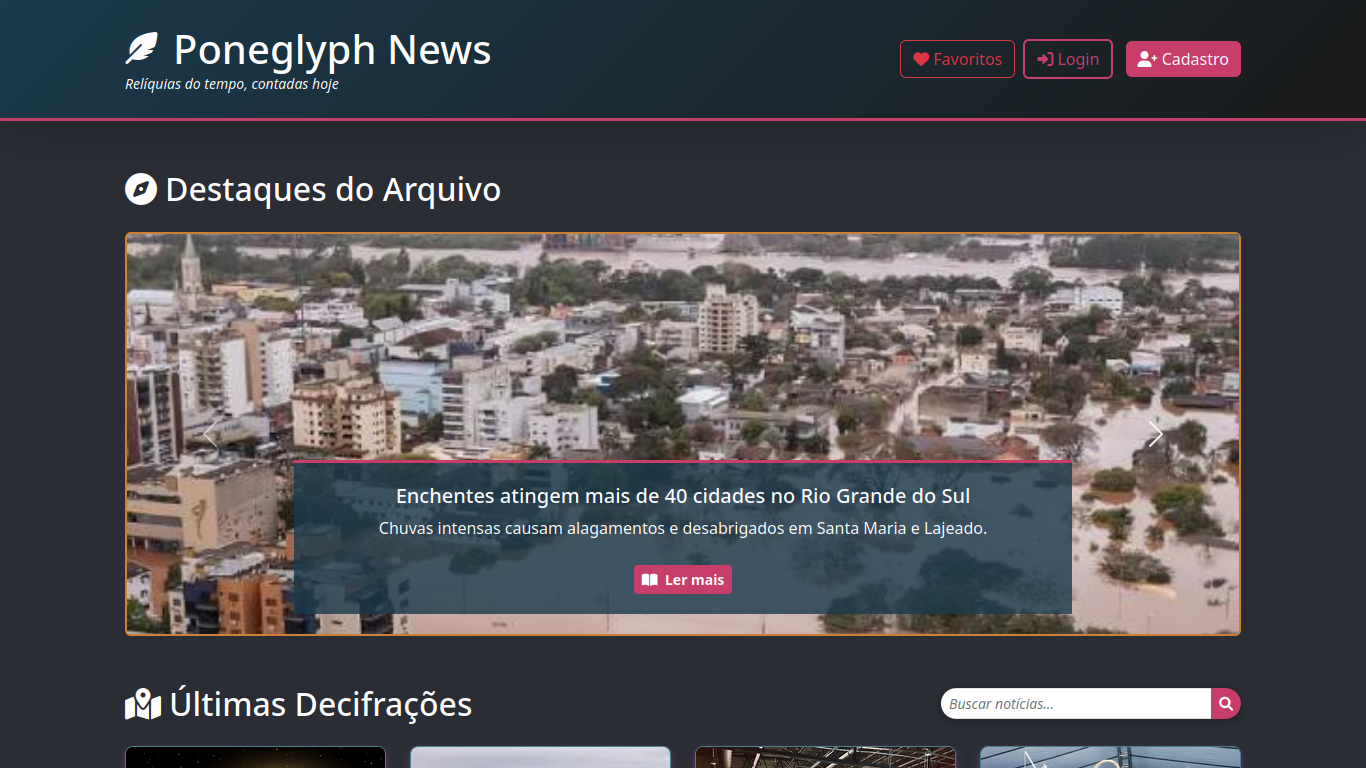 Poneglyph News
Relíquias do tempo, contadas hoje
Favoritos
Login
Cadastro
Destaques do Arquivo
Enchentes atingem mais de 40 cidades no Rio Grande do Sul
Chuvas intensas causam alagamentos e desabrigados em Santa Maria e Lajeado.
Ler mais
Últimas Decifrações
Buscar notícias...